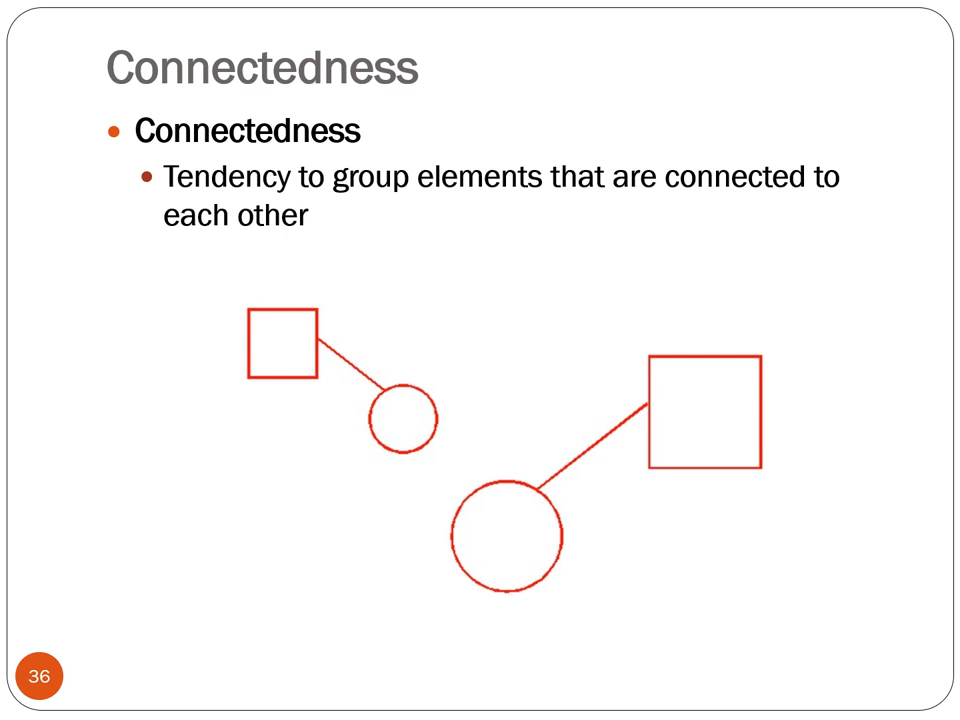 Connectedness
Connectedness
Tendency to group elements that are connected to
each other
36